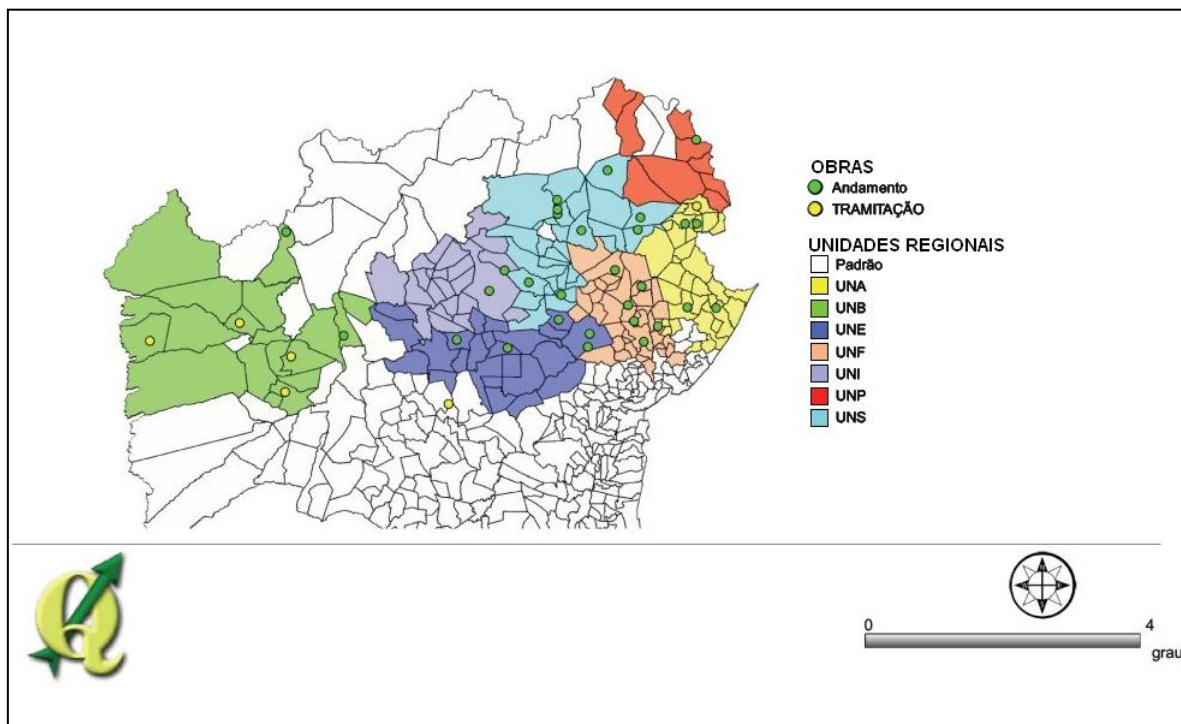 OBRAS
Andamento
TRAMITAÇÃO
UNIDADES REGIONAIS
Padrão
UNA
UNB
UNE
UNF
UNI
UNP
UNS
0 4
grau